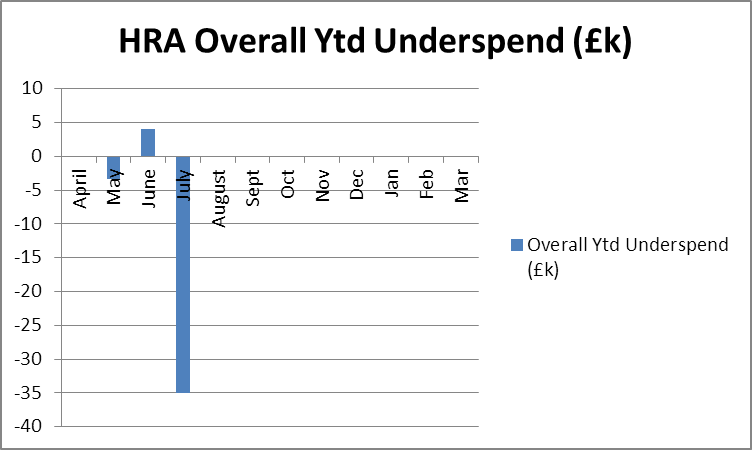 HRA Overall Ytd Underspend (£k)
10
5
0
-5
-10
-15
-20
-25
-30
-35
-40
April
May
June
July
August
Sept
Oct
Nov
Dec
Jan
Feb
Mar
Overall Ytd Underspend
(£k)